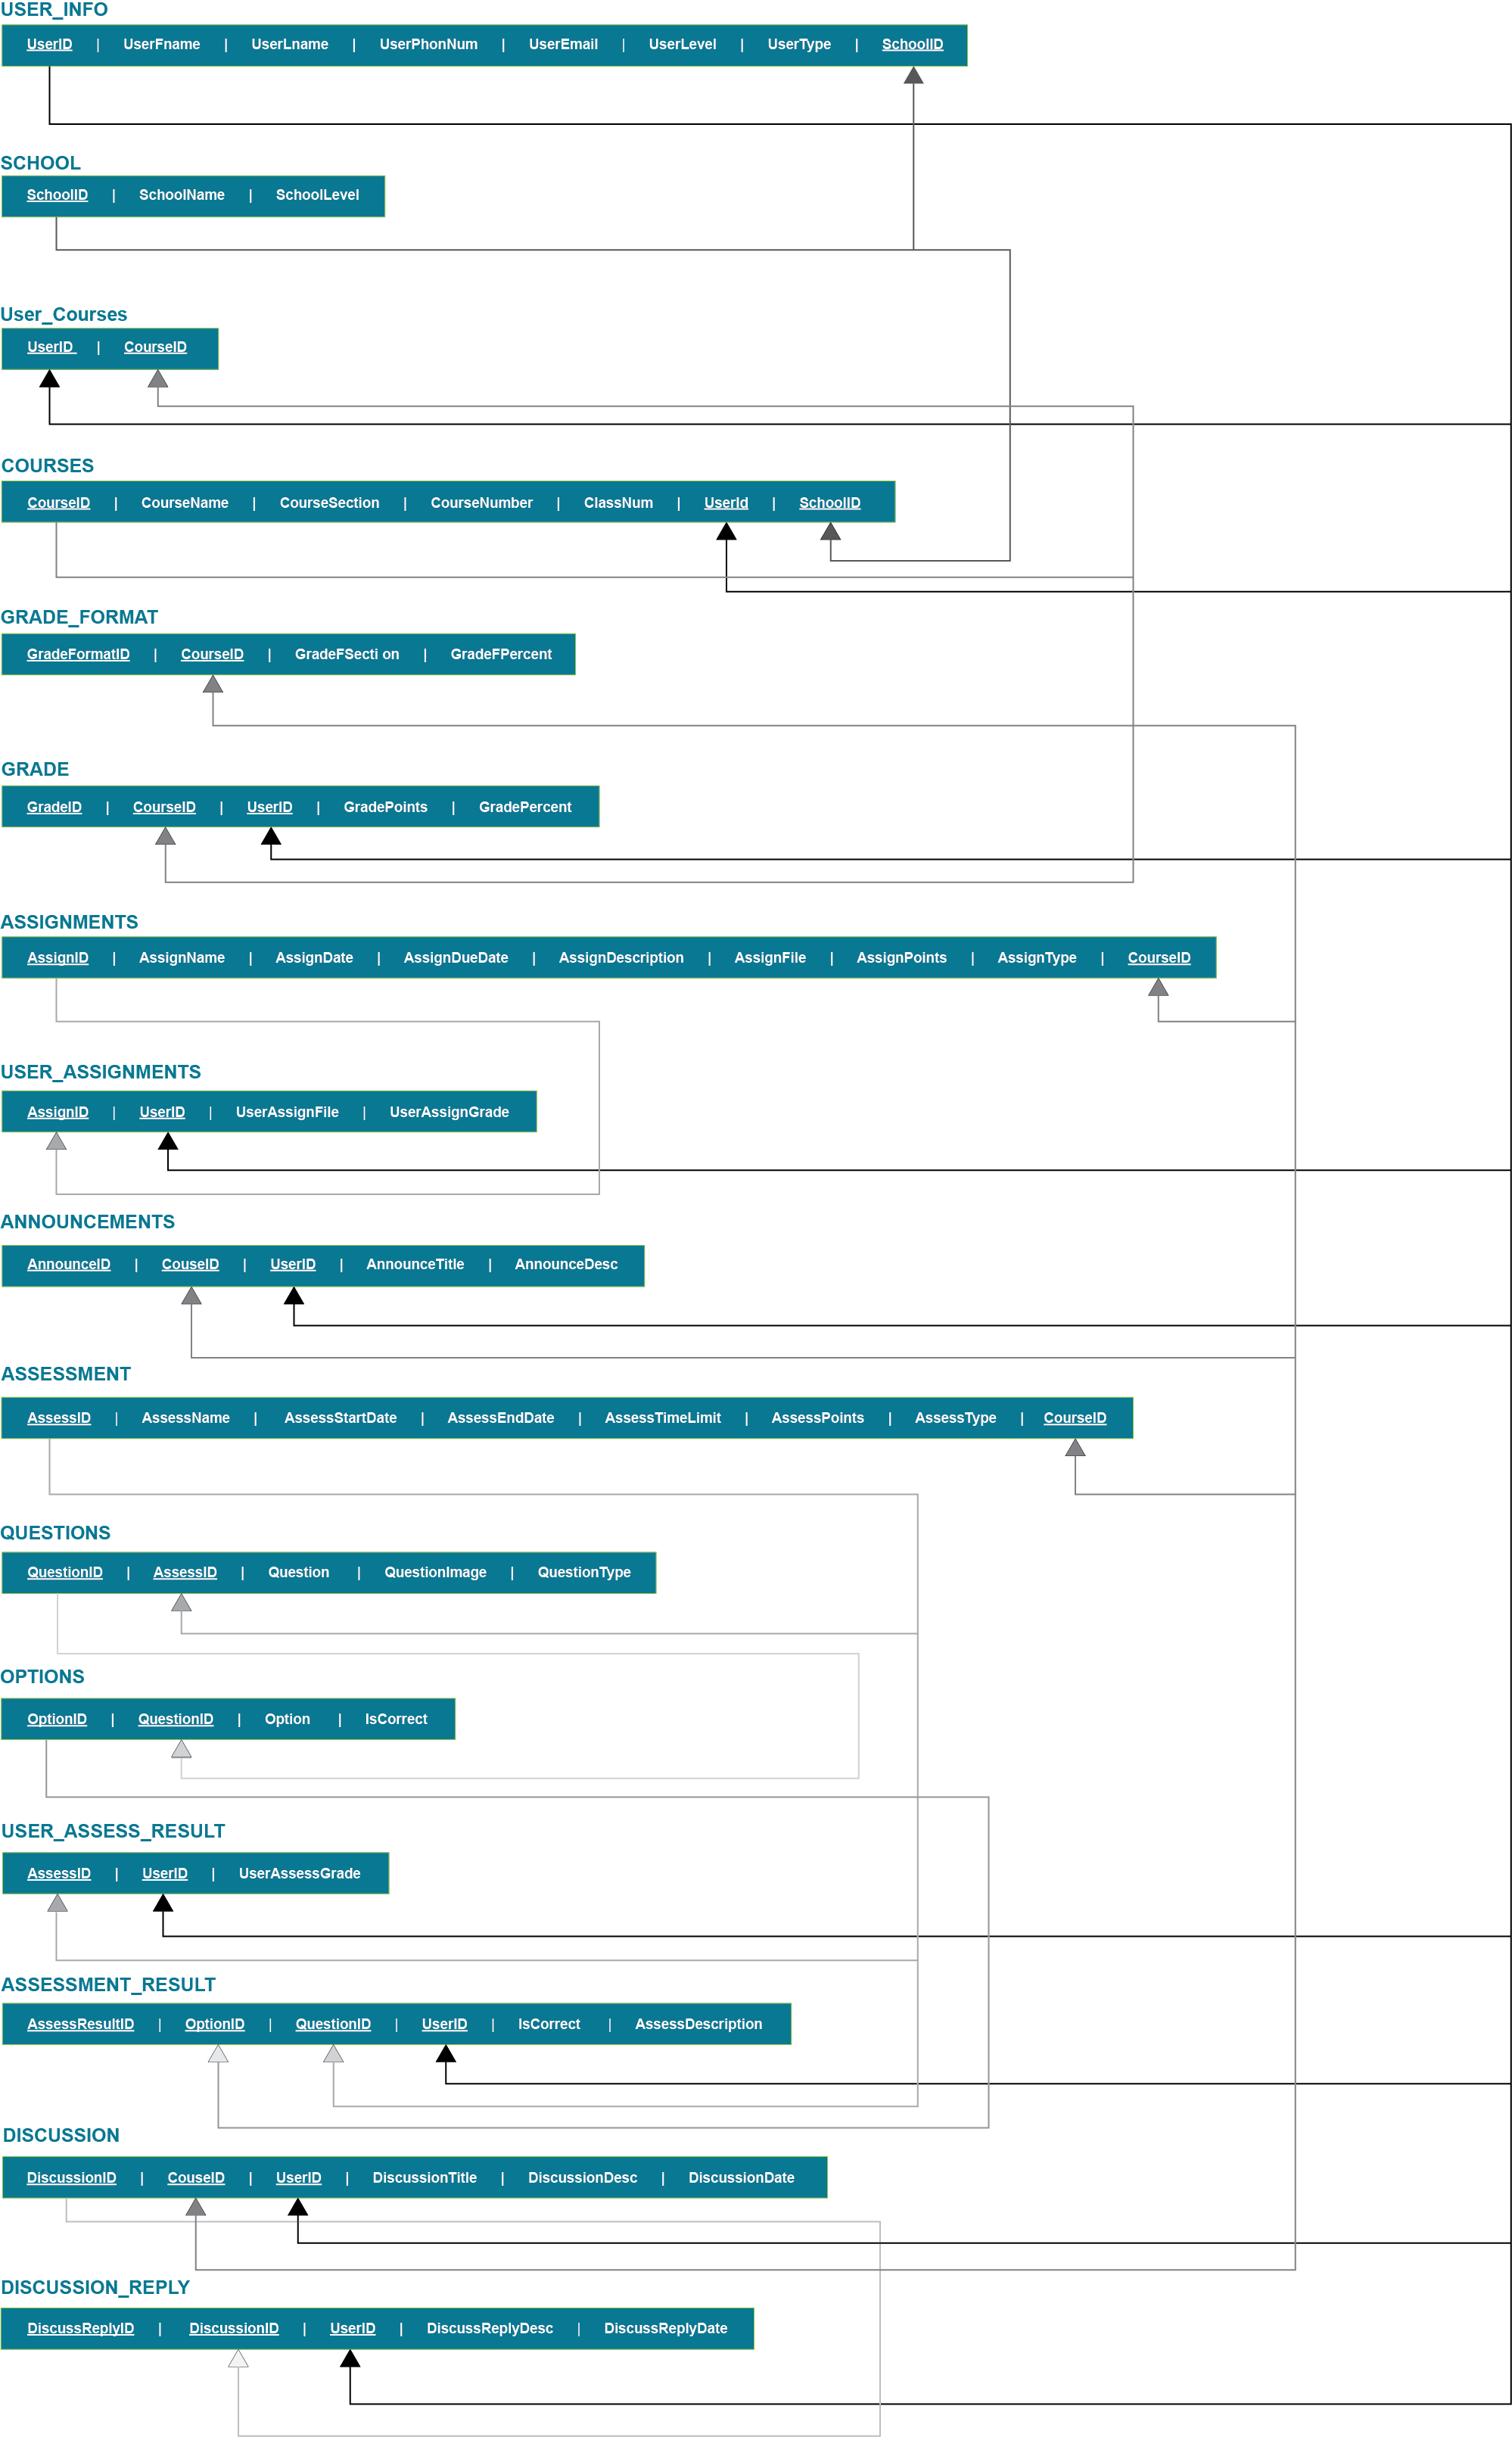 USER_INFO
UserID | UserFname | UserLname | UserPhonNum | UserEmail | UserLevel | UserType | SchoolID
SCHOOL
SchoolID | SchoolName | SchoolLevel
User_Courses
UserID | CourseID
COURSES
CourseID | CourseName | CourseSection | CourseNumber | ClassNum | UserId | SchoolID
GRADE_FORMAT
GradeFormatID | CourseID | GradeFSecti on | GradeFPercent
GRADE
GradeID | CourseID | UserID | GradePoints | GradePercent
ASSIGNMENTS
AssignID | AssignName | AssignDate | AssignDueDate | AssignDescription | AssignFile | AssignPoints | AssignType | CourseID
USER_ASSIGNMENTS
AssignID | UserID | UserAssignFile | UserAssignGrade
ANNOUNCEMENTS
AnnounceID | CouseID | UserID | AnnounceTitle | AnnounceDesc
ASSESSMENT
AssessID | AssessName | AssessStartDate | AssessEndDate | AssessTimeLimit | AssessPoints | AssessType | CourseID
QUESTIONS
QuestionID | AssessID | Question | QuestionImage | QuestionType
OPTIONS
OptionID | QuestionID | Option | IsCorrect
USER_ASSESS_RESULT
AssessID | UserID | UserAssessGrade
ASSESSMENT_RESULT
AssessResultID | OptionID | QuestionID | UserID | IsCorrect | AssessDescription
DISCUSSION
DiscussionID | CouseID | UserID | DiscussionTitle | DiscussionDesc | DiscussionDate
DISCUSSION_REPLY
DiscussReplyID | DiscussionID | UserID | DiscussReplyDesc | DiscussReplyDate